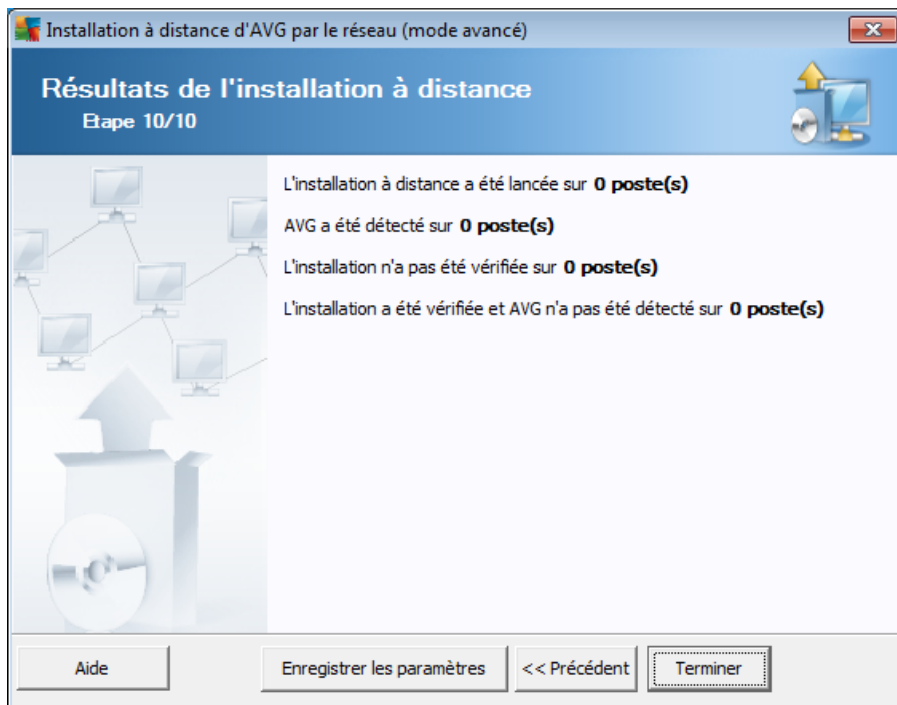 Installation à distance d'AVG par le réseau (mode avancé)
Résultats de l'installation à distance
Etape 10/10
L'installation à distance a été lancée sur 0 poste(s)
AVG a été détecté sur 0 poste(s)
L'installation n'a pas été vérifiée sur 0 poste(s)
L'installation a été vérifiée et AVG n'a pas été détecté sur 0 poste(s)
Aide
Enregistrer les paramètres
<< Précédent
Terminer